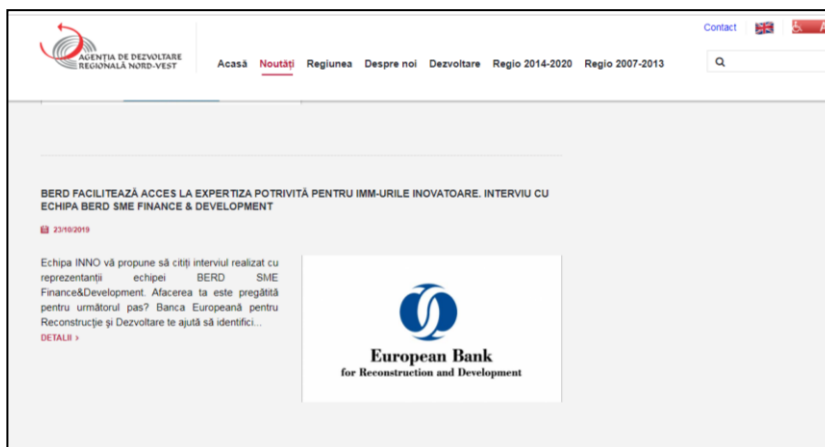 Contact
AGENȚIA DE DEZVOLTARE
REGIONALĂ NORD-VEST
Acasă Noutăți Regiunea Despre noi Dezvoltare Regio 2014-2020 Regio 2007-2013
BERD FACILITEAZĂ ACCES LA EXPERTIZA POTRIVITĂ PENTRU IMM-URILE INOVATOARE. INTERVIU CU
ECHIPA BERD SME FINANCE & DEVELOPMENT
23/10/2019
Echipa INNO vă propune să citiți interviul realizat cu
reprezentanții echipei BERD SME
Finance&Development. Afacerea ta este pregătită
pentru următorul pas? Banca Europeană pentru
Reconstrucție și Dezvoltare te ajută să identifici...
DETALII >
European Bank
for Reconstruction and Development